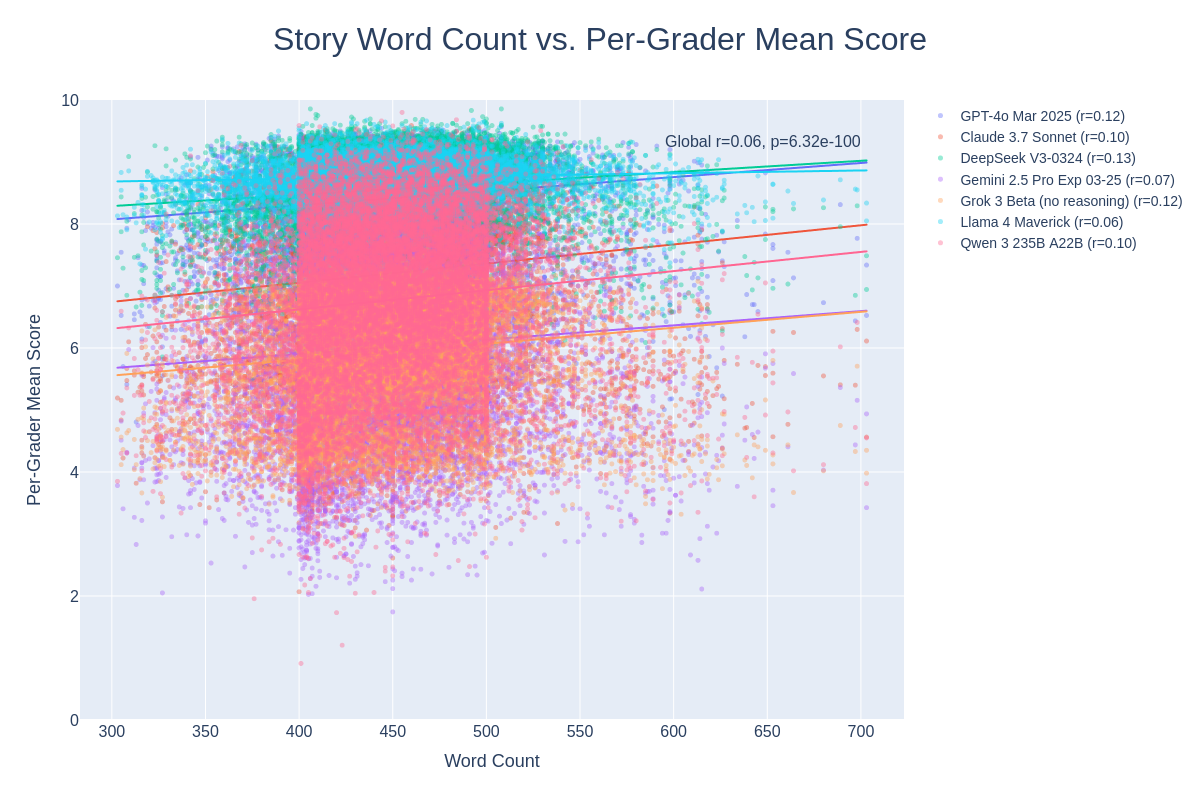 Story Word Count vs. Per-Grader Mean Score
Global r=0.06, p=6.32e-100
Per-Grader Mean Score
10
8
6
4
2
0
300
350
400
450
500
550
600
650
700
Word Count
GPT-4o Mar 2025 (r=0.12)
Claude 3.7 Sonnet (r=0.10)
DeepSeek V3-0324 (r=0.13)
Gemini 2.5 Pro Exp 03-25 (r=0.07)
Grok 3 Beta (no reasoning) (r=0.12)
Llama 4 Maverick (r=0.06)
Qwen 3 235B A22B (r=0.10)